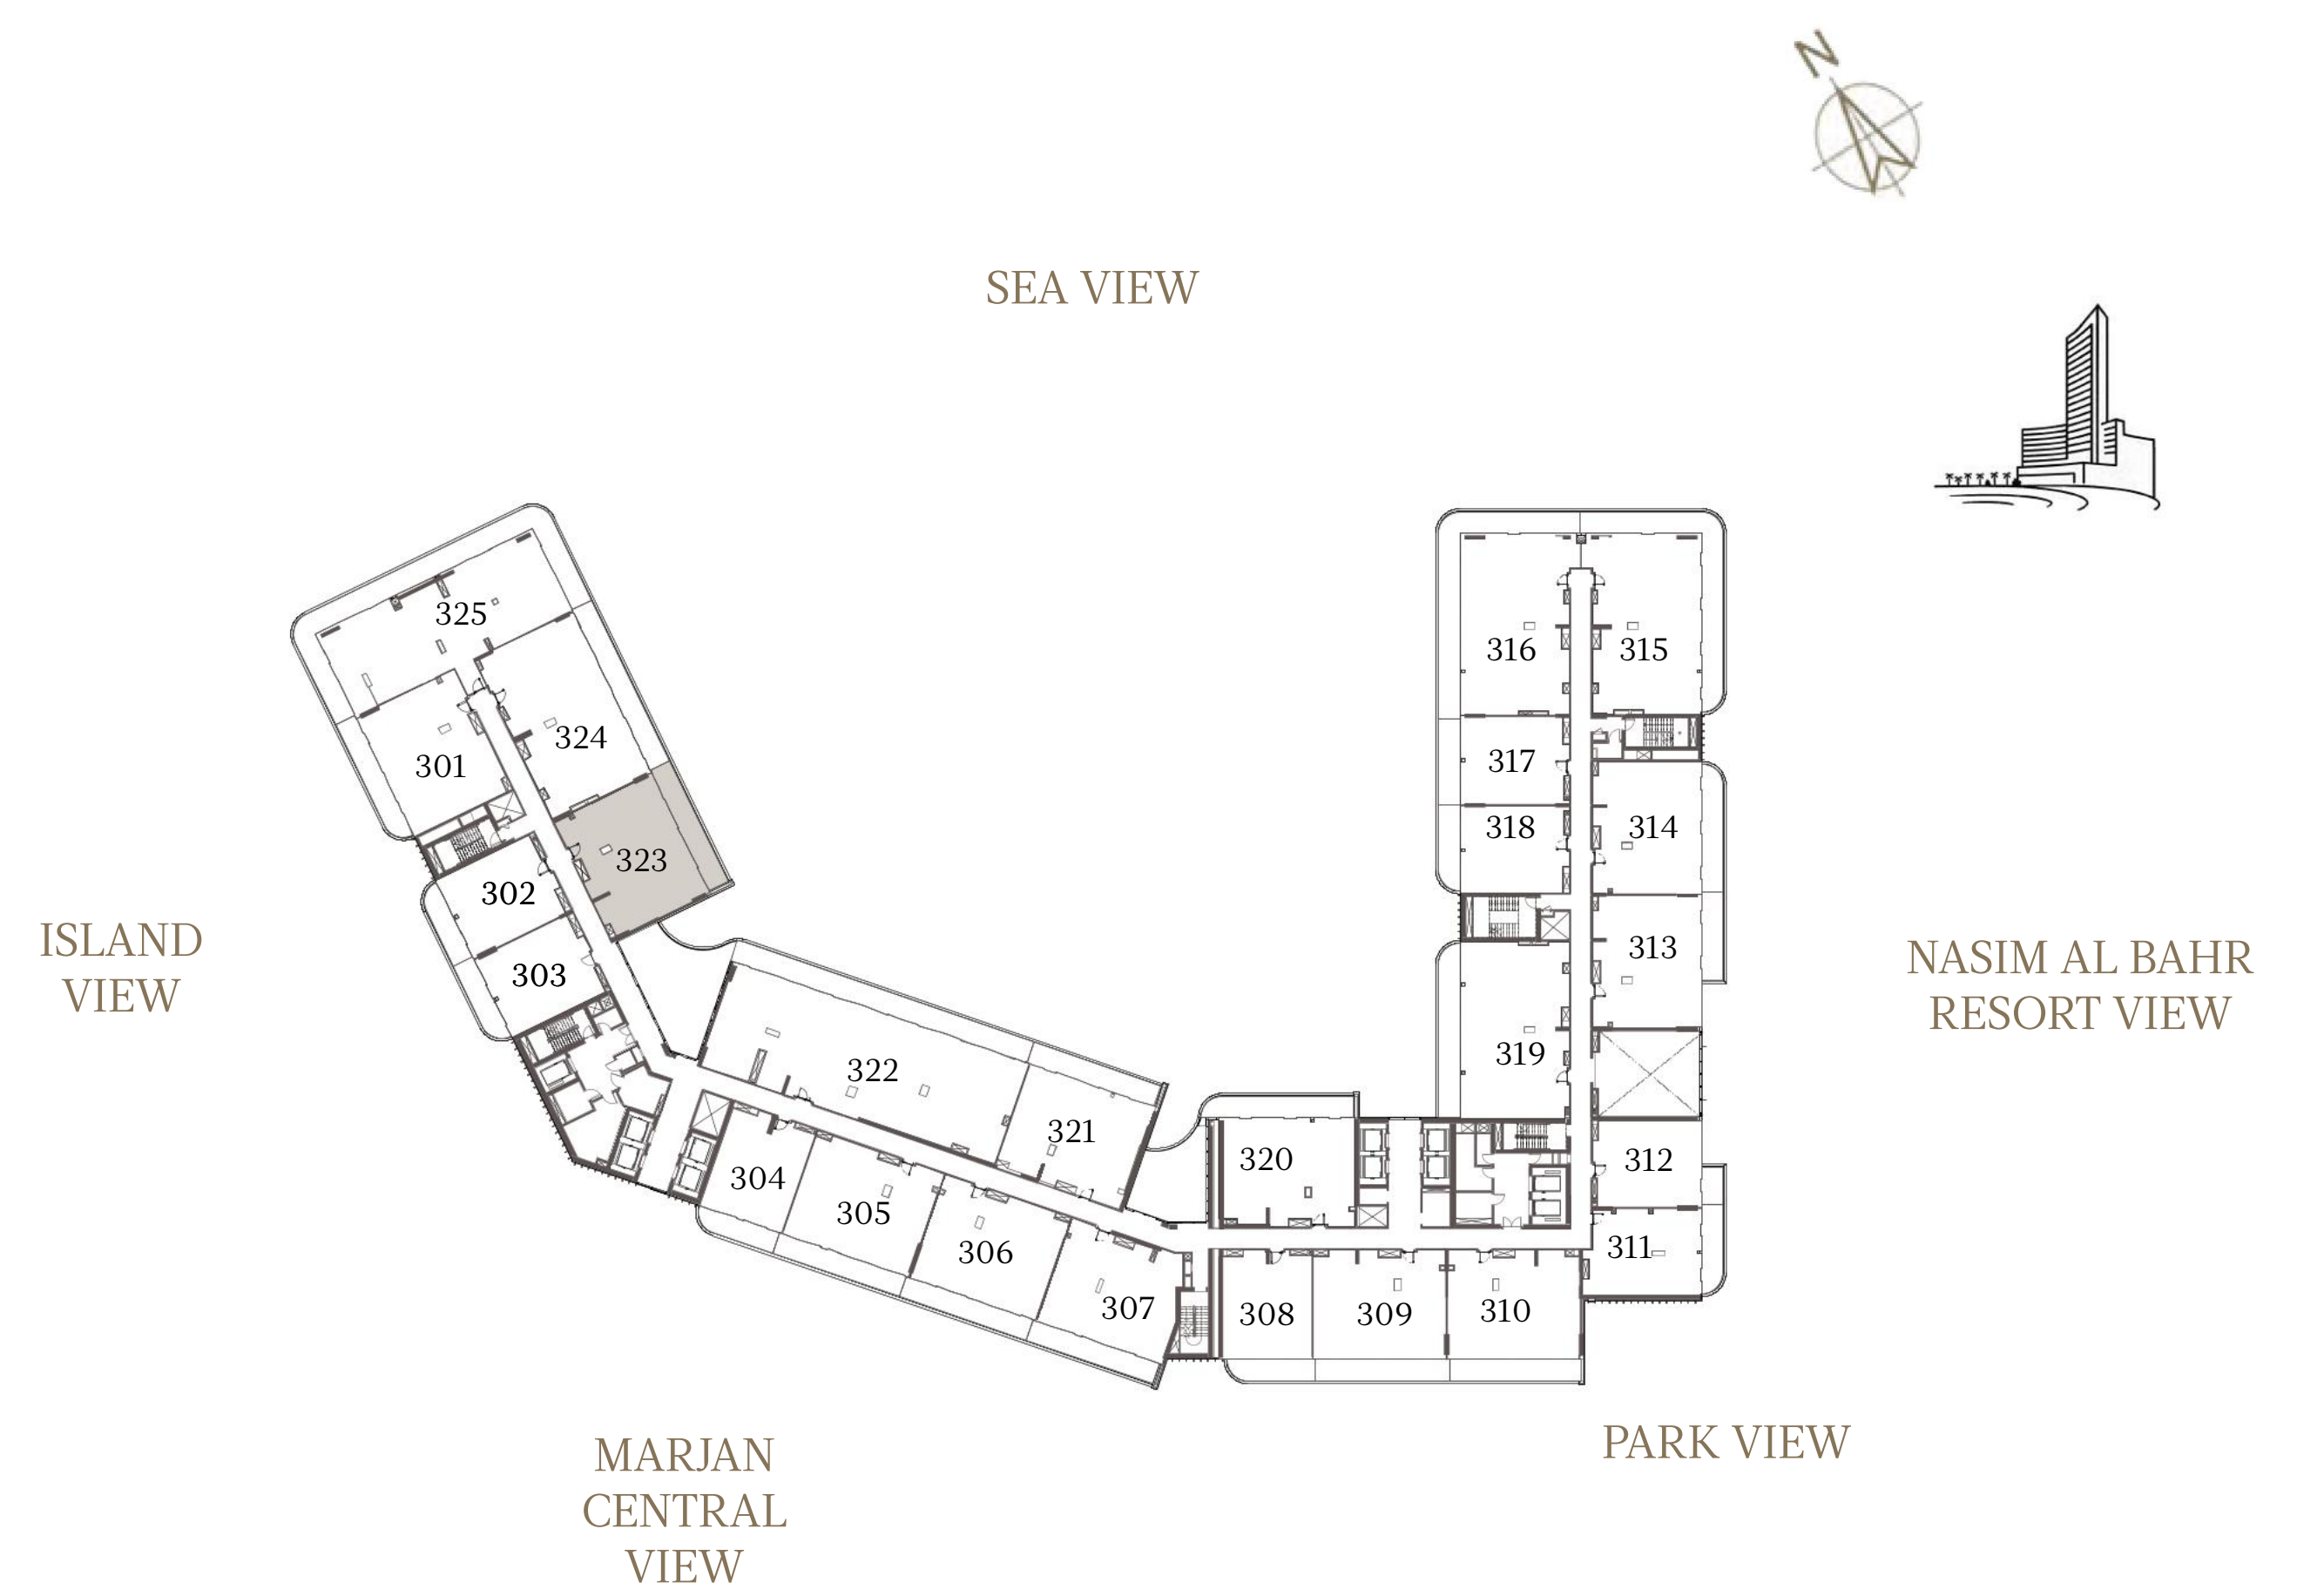 N
SEA VIEW
325
324
301
323
302
303
322
321
304
305
306
307
316
315
317
318
314
313
319
320
312
311
308
309
310
ISLAND
VIEW
NASIM AL BAHR
RESORT VIEW
MARJAN
CENTRAL
VIEW
PARK VIEW